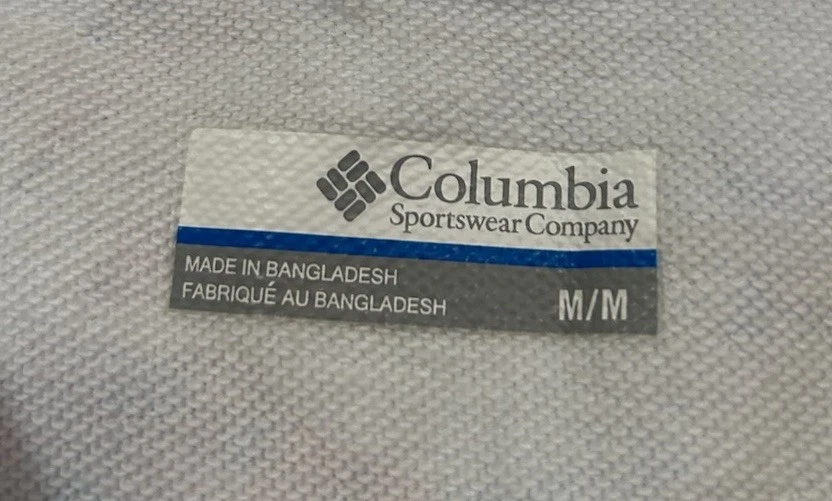 Columbia
Sportswear Company
MADE IN BANGLADESH
FABRIQUÉ AU BANGLADESH
M/M